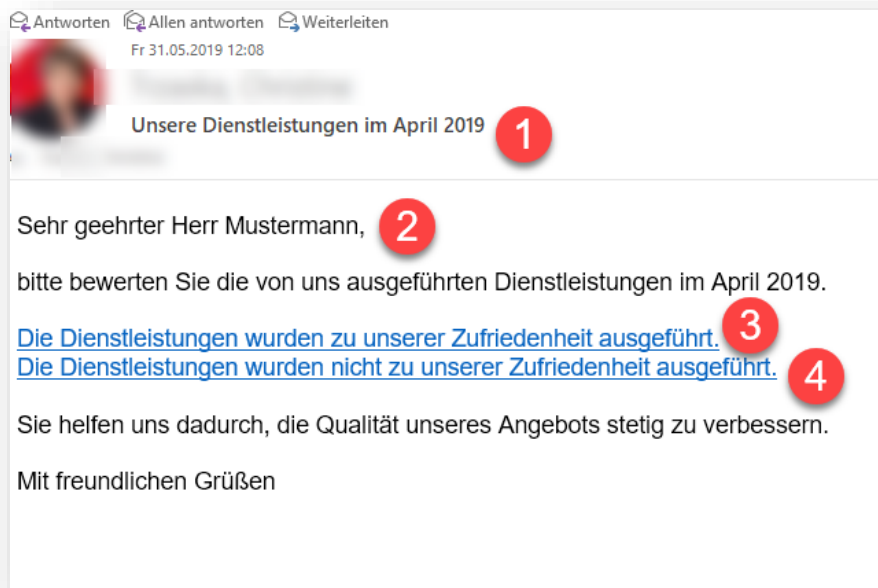 Antworten Allen antworten Weiterleiten
Fr 31.05.2019 12:08
Unsere Dienstleistungen im April 2019
1
Sehr geehrter Herr Mustermann,
2
bitte bewerten Sie die von uns ausgeführten Dienstleistungen im April 2019.
Die Dienstleistungen wurden zu unserer Zufriedenheit ausgeführt.
3
Die Dienstleistungen wurden nicht zu unserer Zufriedenheit ausgeführt.
4
Sie helfen uns dadurch, die Qualität unseres Angebots stetig zu verbessern.
Mit freundlichen Grüßen